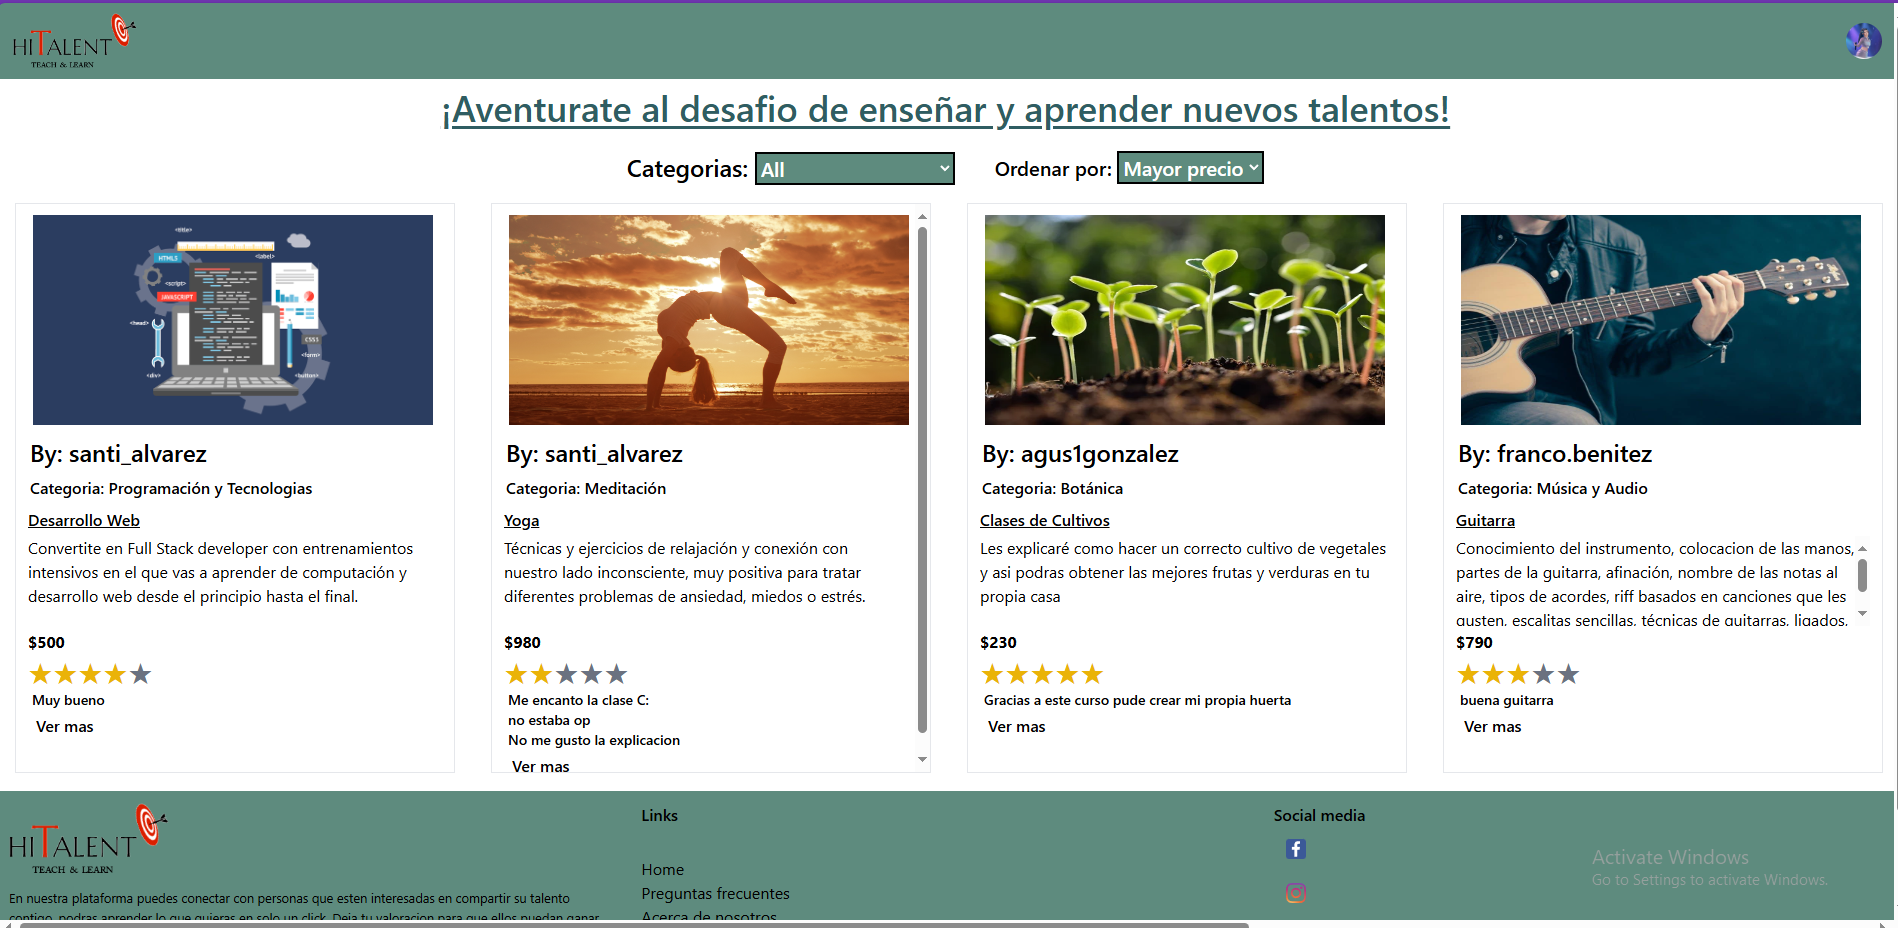 HITALENT
TEACH & LEARN
¡Aventurate al desafio de enseñar y aprender nuevos talentos!
Categorias: All
Ordenar por: Mayor precio
<title>
HTML5
<label>
<script>
JAVASCRIPT
<head>
CSS3
<form>
<div>
<button>
By: santi_alvarez
Categoria: Programación y Tecnologias
Desarrollo Web
Convertite en Full Stack developer con entrenamientos
intensivos en el que vas a aprender de computación y
desarrollo web desde el principio hasta el final.
$500
Muy bueno
Ver mas
By: santi_alvarez
Categoria: Meditación
Yoga
Técnicas y ejercicios de relajación y conexión con
nuestro lado inconsciente, muy positiva para tratar
diferentes problemas de ansiedad, miedos o estrés.
$980
Me encanto la clase C:
no estaba op
No me gusto la explicacion
Ver mas
By: agus1gonzalez
Categoria: Botánica
Clases de Cultivos
Les explicaré como hacer un correcto cultivo de vegetales
y asi podras obtener las mejores frutas y verduras en tu
propia casa
$230
Gracias a este curso pude crear mi propia huerta
Ver mas
By: franco.benitez
Categoria: Música y Audio
Guitarra
Conocimiento del instrumento, colocacion de las manos,
partes de la guitarra, afinación, nombre de las notas al
aire, tipos de acordes, riff basados en canciones que les
gusten, escalitas sencillas, técnicas de guitarras, ligados,
$790
buena guitarra
Ver mas
HITALENT
TEACH & LEARN
En nuestra plataforma puedes conectar con personas que esten interesadas en compartir su talento
contigo, podras aprender lo que quieras en solo un click. Deja tu valoracion para que ellos puedan ganar
Links
Home
Preguntas frecuentes
Acerca de nosotros
Social media
Activate Windows
Go to Settings to activate Windows.